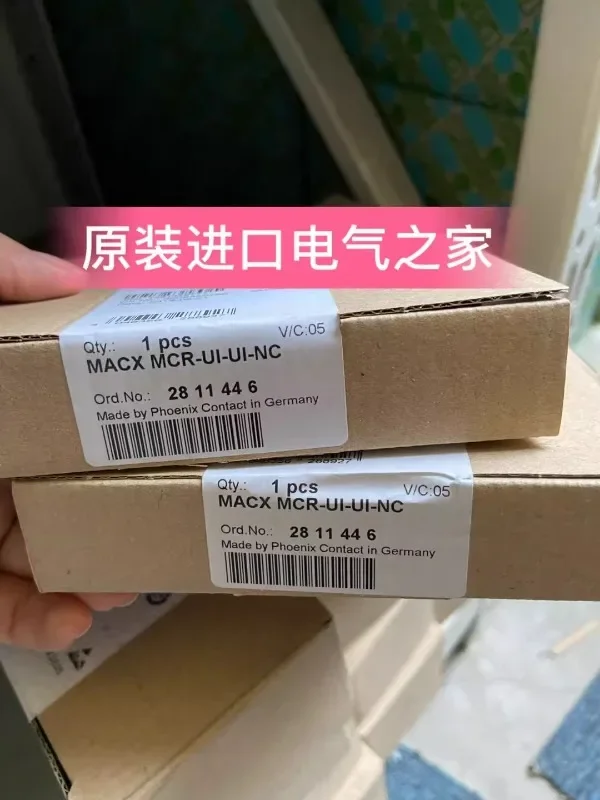 原装进口电气之家
Qty.: 1 pcs V/C:05
MACX MCR-UI-UI-NC
Ord.No.: 28 11 44 6
Made by Phoenix Contact in Germany
Qty.: 1 pcs V/C:05
MACX MCR-UI-UI-NC
Ord.No.: 28 11 44 6
Made by Phoenix Contact in Germany